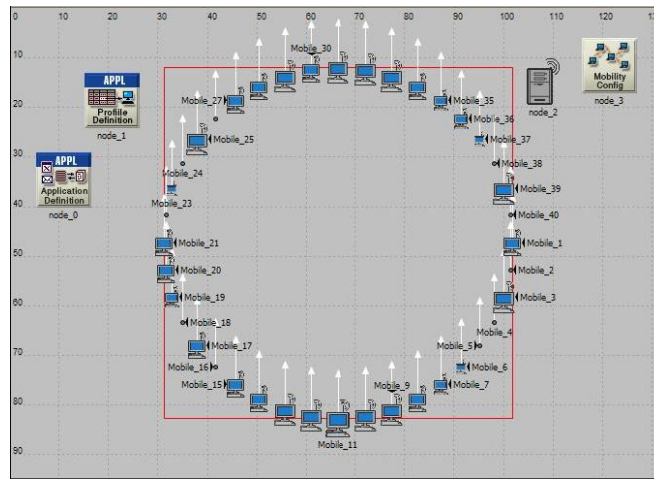 0 10 20 30 40 50 60 70 80 90 100 110 120 130
10
20
30
40
50
60
70
80
90
APPL
Profile
Definition
node_1
APPL
Application
Definition
node_0
node_2
Mobility
Config
node_3
Mobile_30
Mobile_27
Mobile_35
Mobile_36
Mobile_25
Mobile_37
Mobile_24
Mobile_38
Mobile_23
Mobile_39
Mobile_40
Mobile_21
Mobile_1
Mobile_20
Mobile_2
Mobile_19
Mobile_3
Mobile_18
Mobile_4
Mobile_17
Mobile_5
Mobile_16
Mobile_6
Mobile_15
Mobile_9
Mobile_7
Mobile_11